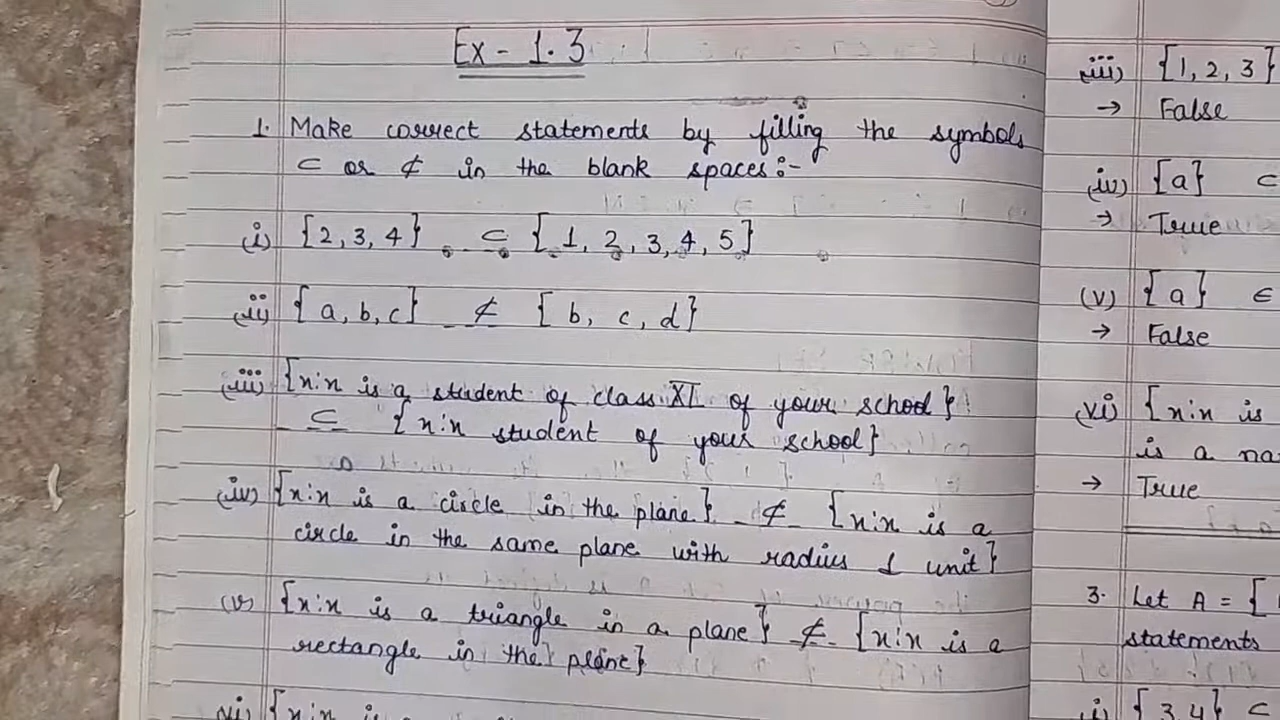 Ex - 1.3
1. Make correct statements by filling the symbols
⊂ or ⊄ in the blank spaces:-
(i) {2, 3, 4} ⊂ {1, 2, 3, 4, 5}
(ii) {a, b, c} ⊄ {b, c, d}
(iii) {x:x is a student of class XI of your school}
⊂ {x:x student of your school}
(iv) {x:x is a circle in the plane} ⊄ {x:x is a
circle in the same plane with radius 1 unit}
(v) {x:x is a triangle in a plane} ⊄ {x:x is a
rectangle in the plane}
(vi) {x:x is
(iii) {1, 2, 3}
→ False
(iv) {a} ⊂
→ True
(v) {a} ∈
→ False
(vi) {x:x is
is a na
→ True
3. Let A = {
statements
(i) {3,4} ⊂